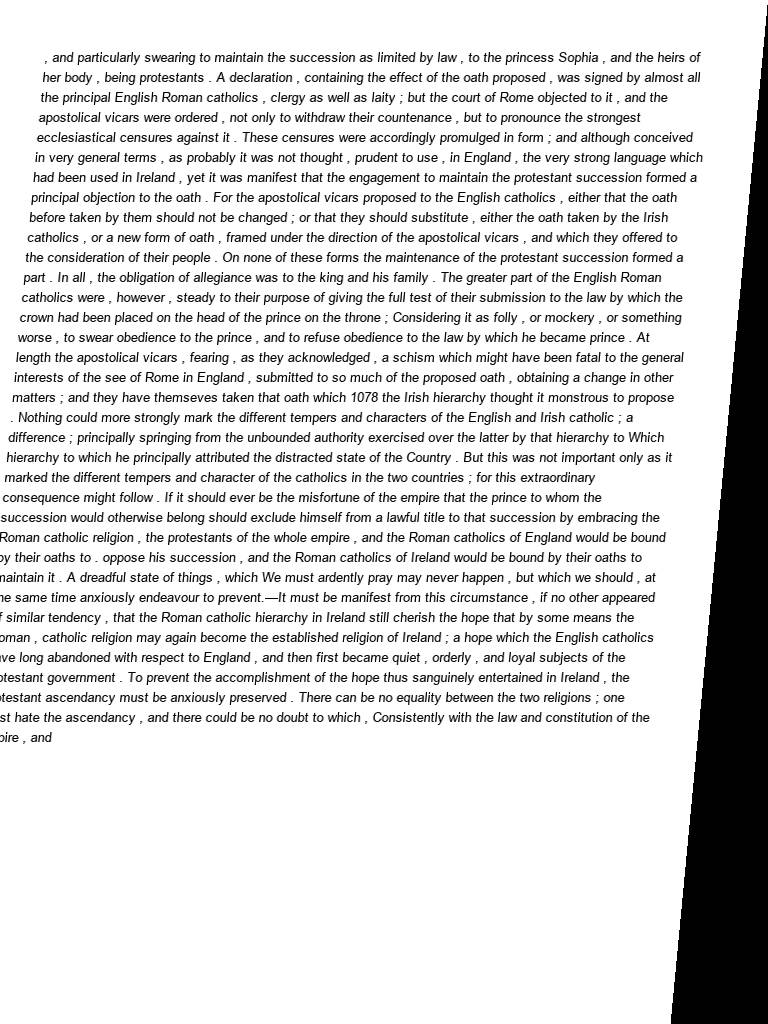 , and particularly swearing to maintain the succession as limited by law , to the princess Sophia , and the heirs of
her body , being protestants . A declaration , containing the effect of the oath proposed , was signed by almost all
the principal English Roman catholics , clergy as well as laity ; but the court of Rome objected to it , and the
apostolical vicars were ordered , not only to withdraw their countenance , but to pronounce the strongest
ecclesiastical censures against it . These censures were accordingly promulged in form ; and although conceived
in very general terms , as probably it was not thought , prudent to use , in England , the very strong language which
had been used in Ireland , yet it was manifest that the engagement to maintain the protestant succession formed a
principal objection to the oath . For the apostolical vicars proposed to the English catholics , either that the oath
before taken by them should not be changed ; or that they should substitute , either the oath taken by the Irish
catholics , or a new form of oath , framed under the direction of the apostolical vicars , and which they offered to
the consideration of their people . On none of these forms the maintenance of the protestant succession formed a
part . In all , the obligation of allegiance was to the king and his family . The greater part of the English Roman
catholics were , however , steady to their purpose of giving the full test of their submission to the law by which the
crown had been placed on the head of the prince on the throne ; Considering it as folly , or mockery , or something
worse , to swear obedience to the prince , and to refuse obedience to the law by which he became prince . At
length the apostolical vicars , fearing , as they acknowledged , a schism which might have been fatal to the general
interests of the see of Rome in England , submitted to so much of the proposed oath , obtaining a change in other
matters ; and they have themseves taken that oath which 1078 the Irish hierarchy thought it monstrous to propose
. Nothing could more strongly mark the different tempers and characters of the English and Irish catholic ; a
difference ; principally springing from the unbounded authority exercised over the latter by that hierarchy to Which
hierarchy to which he principally attributed the distracted state of the Country . But this was not important only as it
marked the different tempers and character of the catholics in the two countries ; for this extraordinary
consequence might follow . If it should ever be the misfortune of the empire that the prince to whom the
succession would otherwise belong should exclude himself from a lawful title to that succession by embracing the
Roman catholic religion , the protestants of the whole empire , and the Roman catholics of England would be bound
by their oaths to . oppose his succession , and the Roman catholics of Ireland would be bound by their oaths to
maintain it . A dreadful state of things , which We must ardently pray may never happen , but which we should , at
same time anxiously endeavour to prevent.—It must be manifest from this circumstance , if no other appeared
similar tendency , that the Roman catholic hierarchy in Ireland still cherish the hope that by some means the
, catholic religion may again become the established religion of Ireland ; a hope which the English catholics
long abandoned with respect to England , and then first became quiet , orderly , and loyal subjects of the
government . To prevent the accomplishment of the hope thus sanguinely entertained in Ireland , the
ascendancy must be anxiously preserved . There can be no equality between the two religions ; one
hate the ascendancy , and there could be no doubt to which , Consistently with the law and constitution of the
, and